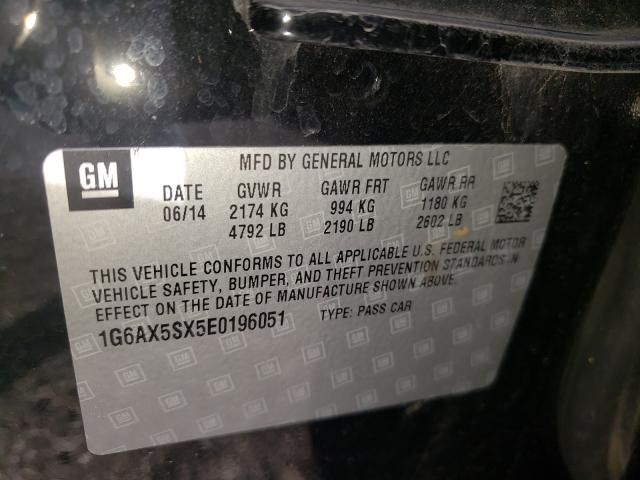 GM
MFD BY GENERAL MOTORS LLC
DATE GVWR GAWR FRT GAWR RR
06/14 2174 KG 994 KG 1180 KG
4792 LB 2190 LB 2602 LB
THIS VEHICLE CONFORMS TO ALL APPLICABLE U.S. FEDERAL MOTOR
VEHICLE SAFETY, BUMPER, AND THEFT PREVENTION STANDARDS IN
EFFECT ON THE DATE OF MANUFACTURE SHOWN ABOVE.
1G6AX5SX5E0196051 TYPE: PASS CAR